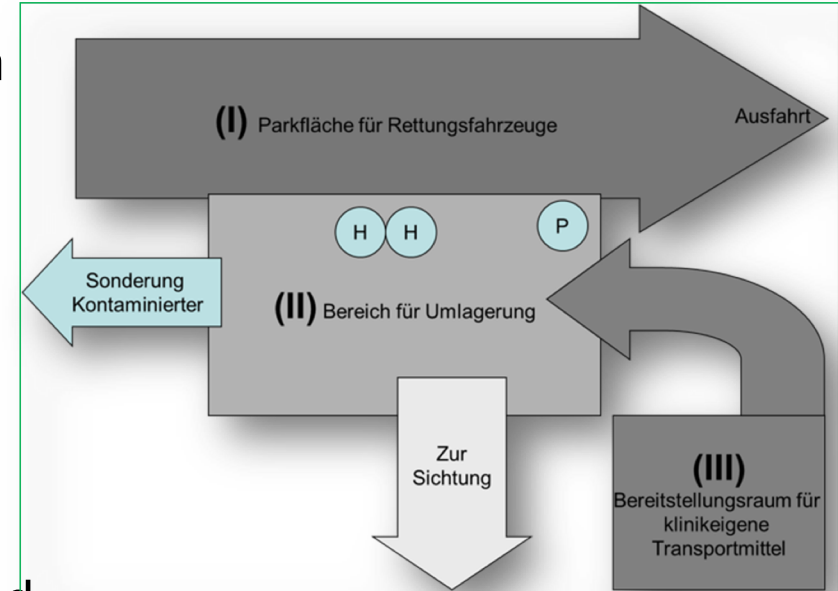 (I) Parkfläche für Rettungsfahrzeuge
Ausfahrt
H H
P
Sonderung
Kontaminierter
(II) Bereich für Umlagerung
Zur
Sichtung
(III)
Bereitstellungsraum für
klinikeigene
Transportmittel